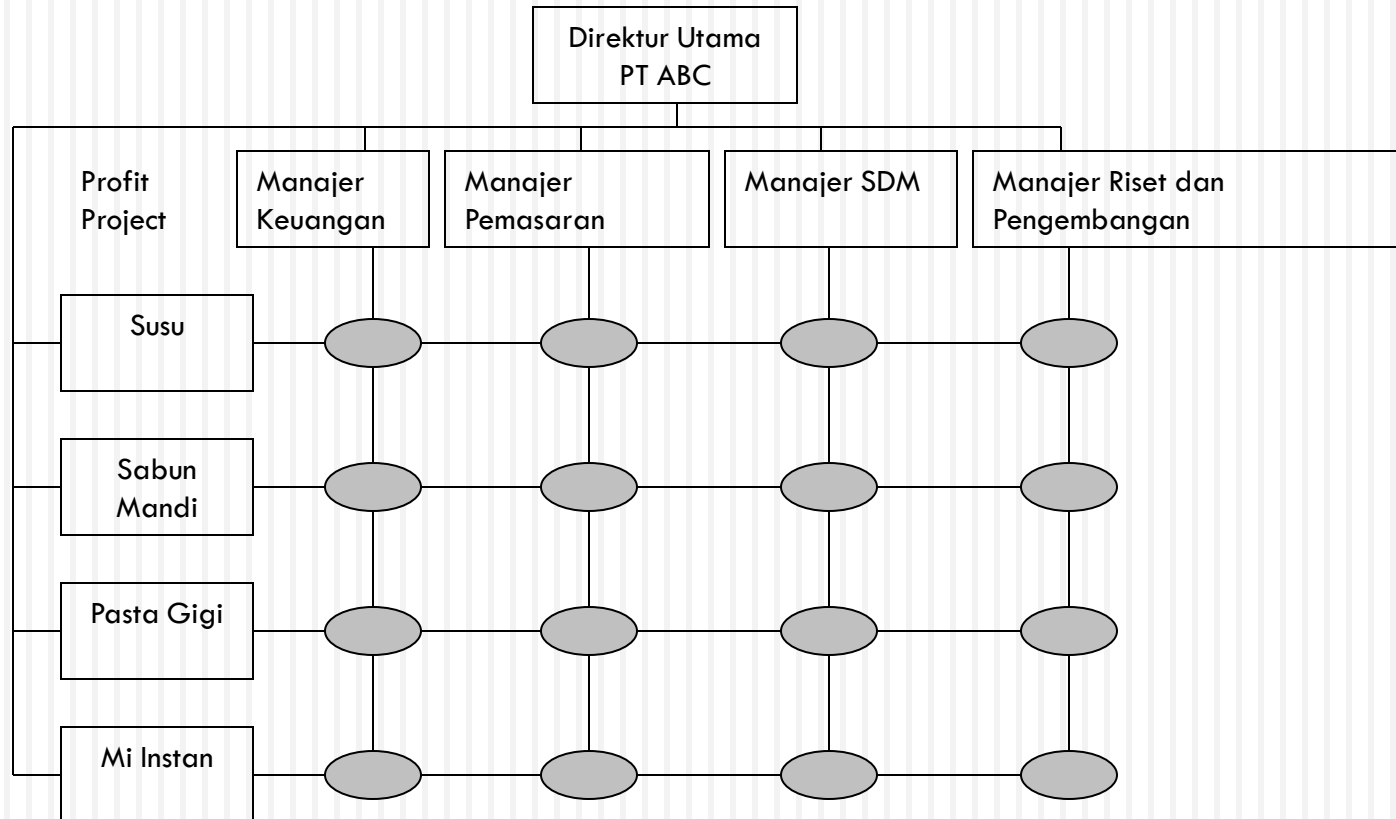 Direktur Utama
PT ABC
Profit
Project
Manajer
Keuangan
Manajer
Pemasaran
Manajer SDM
Manajer Riset dan
Pengembangan
Susu
Sabun
Mandi
Pasta Gigi
Mi Instan